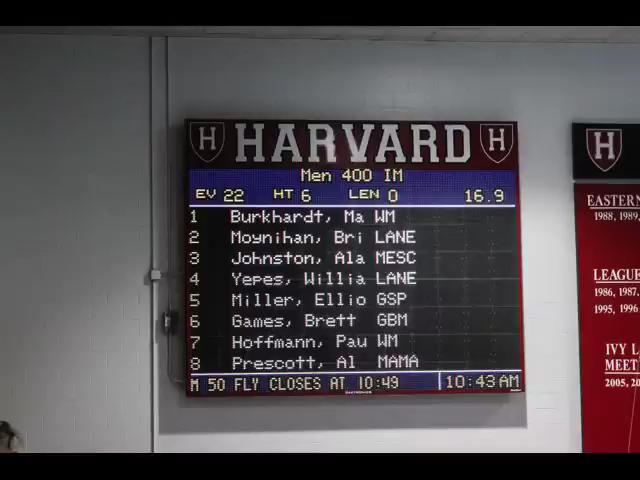 H HARVARD H
Men 400 IM
EV 22 HT 6 LEN 0 16.9
1 Burkhardt, Ma WM
2 Moynihan, Bri LANE
3 Johnston, Ala MESC
4 Yepes, Willia LANE
5 Miller, Ellio GSP
6 Games, Brett GBM
7 Hoffmann, Pau WM
8 Prescott, Al MAMA
M 50 FLY CLOSES AT 10:49 10:43 AM
DAKTRONICS
H
EASTERN
1988, 1989,
LEAGUE
1986, 1987,
1995, 1996
IVY L
MEET
2005, 20